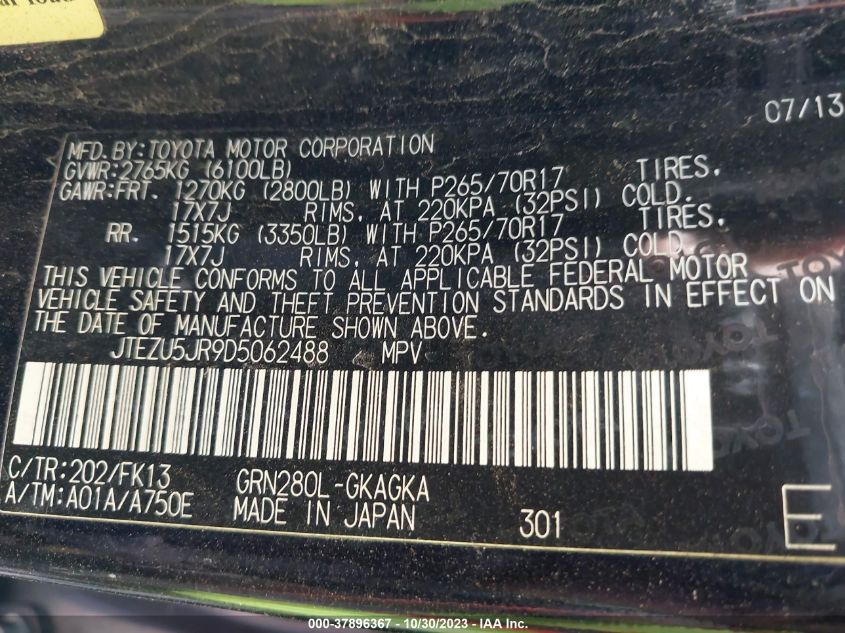 07/13
MFD.BY:TOYOTA MOTOR CORPORATION
GVWR:2765KG (6100LB)
GAWR:FRT. 1270KG (2800LB) WITH P265/70R17 TIRES.
17X7J RIMS, AT 220KPA (32PSI) COLD.
RR. 1515KG (3350LB) WITH P265/70R17 TIRES.
17X7J RIMS, AT 220KPA (32PSI) COLD.
THIS VEHICLE CONFORMS TO ALL APPLICABLE FEDERAL MOTOR
VEHICLE SAFETY AND THEFT PREVENTION STANDARDS IN EFFECT ON
THE DATE OF MANUFACTURE SHOWN ABOVE.
JTEZU5JR9D5062488 MPV
C/TR:202/FK13 GRN280L-GKAGKA
A/TM:A01A/A750E MADE IN JAPAN 301 E
000-37896367 - 10/30/2023 - IAA Inc.